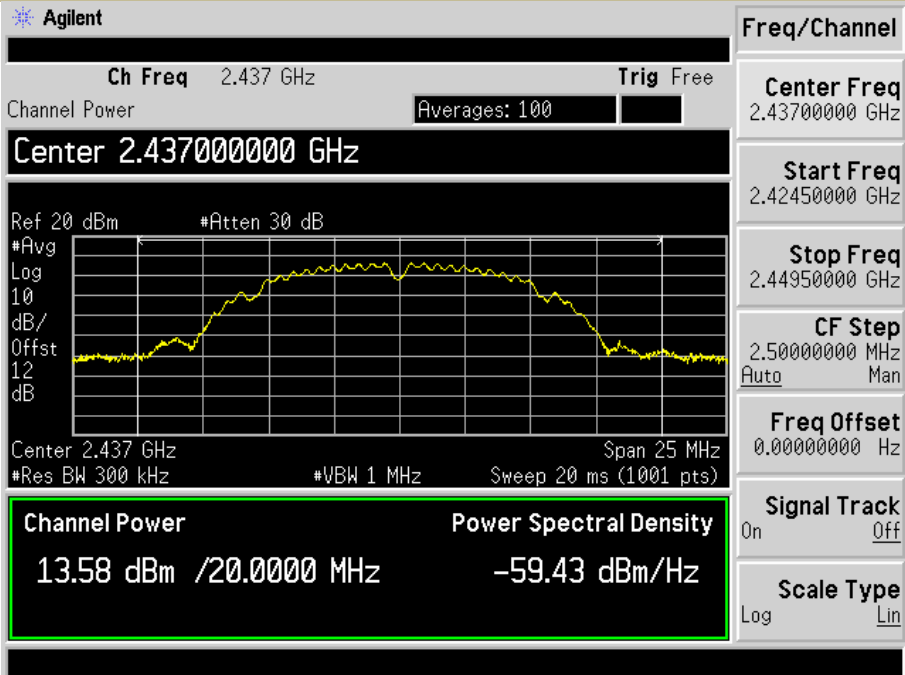 Agilent
Freq/Channel
Ch Freq 2.437 GHz Trig Free
Channel Power Averages: 100
Center 2.437000000 GHz
Ref 20 dBm #Atten 30 dB
#Avg
Log
10
dB/
Offst
12
dB
Center 2.437 GHz Span 25 MHz
#Res BW 300 kHz #VBW 1 MHz Sweep 20 ms (1001 pts)
Channel Power Power Spectral Density
13.58 dBm /20.0000 MHz -59.43 dBm/Hz
Center Freq
2.43700000 GHz
Start Freq
2.42450000 GHz
Stop Freq
2.44950000 GHz
CF Step
2.50000000 MHz
Auto Man
Freq Offset
0.00000000 Hz
Signal Track
On Off
Scale Type
Log Lin